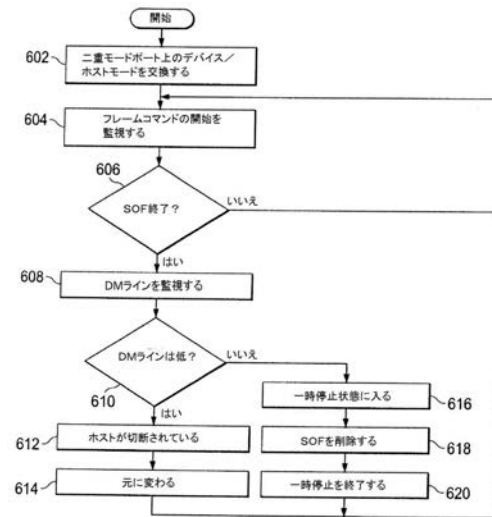 開始
602
二重モードポート上のデバイス／
ホストモードを交換する
604
フレームコマンドの開始を
監視する
606
SOF終了？
いいえ
はい
608
DMラインを監視する
DMラインは低？
いいえ
610
はい
一時停止状態に入る
616
612
ホストが切断されている
SOFを削除する
618
614
元に変わる
一時停止を終了する
620